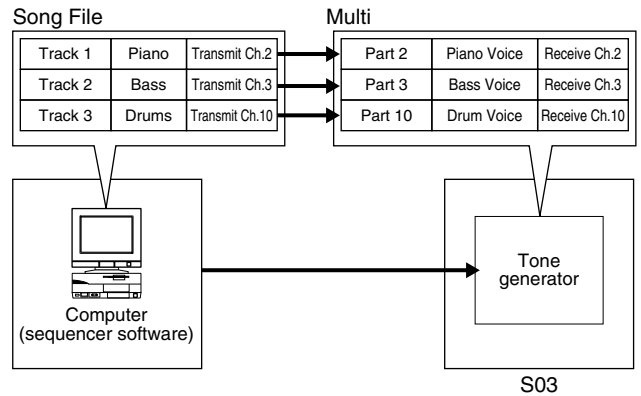 Song File
Multi
Track 1 Piano Transmit Ch.2 Part 2 Piano Voice Receive Ch.2
Track 2 Bass Transmit Ch.3 Part 3 Bass Voice Receive Ch.3
Track 3 Drums Transmit Ch.10 Part 10 Drum Voice Receive Ch.10
Computer
(sequencer software)
Tone
generator
S03